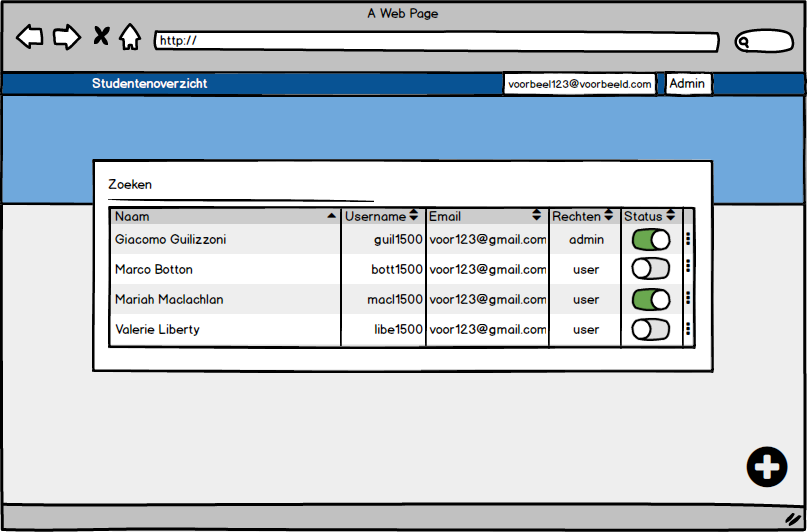 A Web Page
http://
Studentenoverzicht voorbeel123@voorbeeld.com Admin
Zoeken
Naam Username Email Rechten Status
Giacomo Guilizzoni guil1500 voor123@gmail.com admin
Marco Botton bott1500 voor123@gmail.com user
Mariah Maclachlan macl1500 voor123@gmail.com user
Valerie Liberty libe1500 voor123@gmail.com user